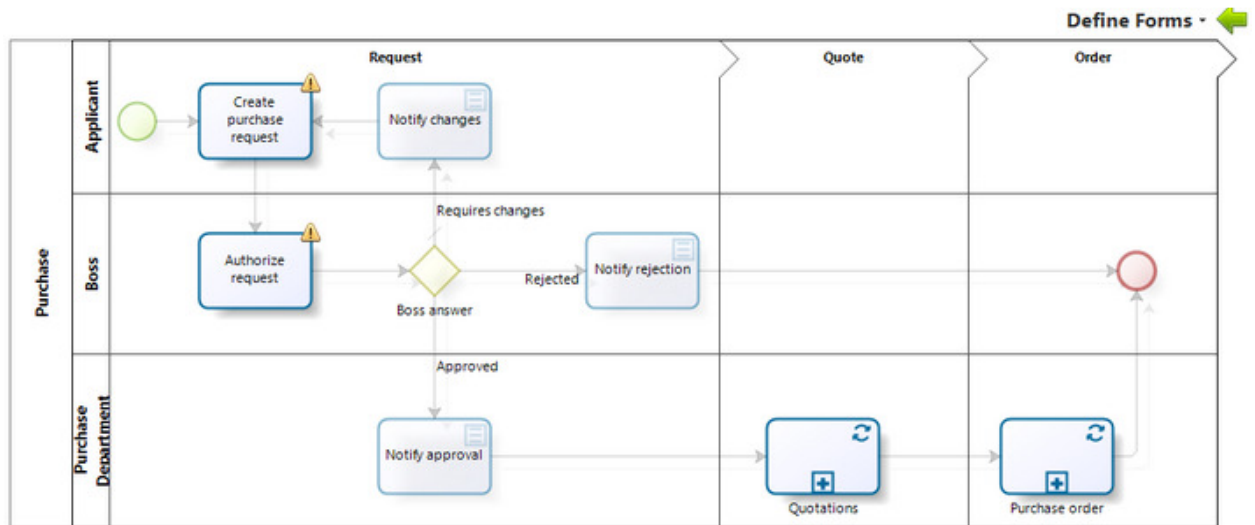 Define Forms
Request
Quote
Order
Purchase
Applicant
Create
purchase
request
Notify changes
Requires changes
Boss
Authorize
request
Boss answer
Rejected
Notify rejection
Approved
Purchase
Department
Notify approval
Quotations
Purchase order